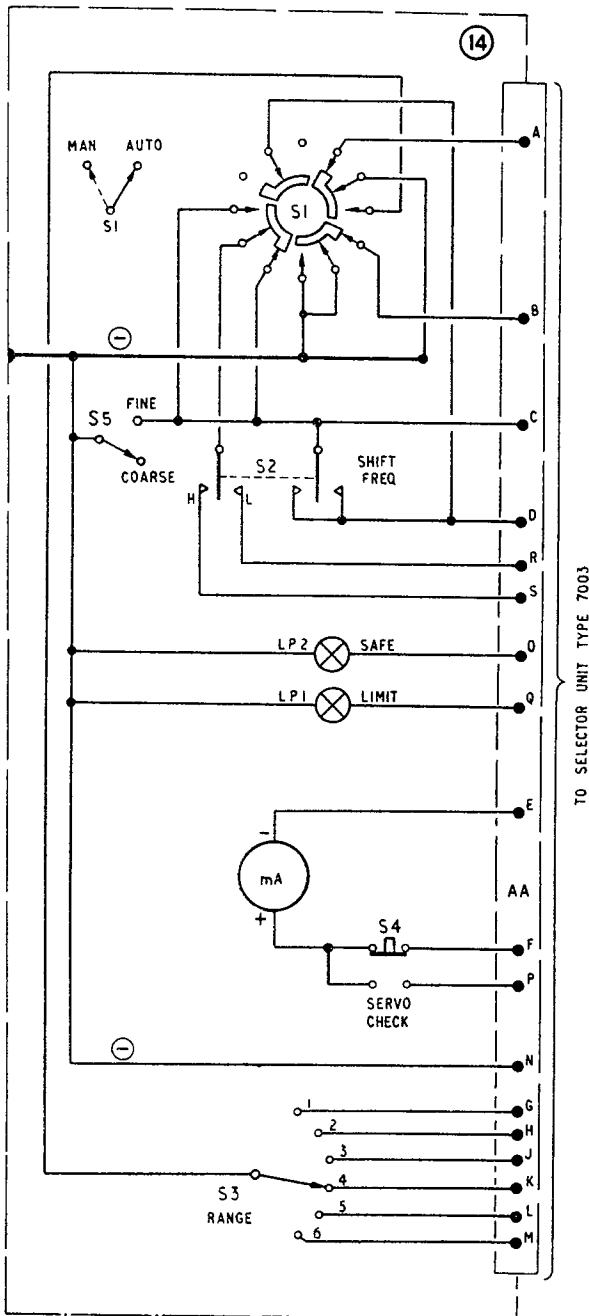 14
A
MAN AUTO
S1
S1
B
−
FINE
S5
C
COARSE
S2
SHIFT
FREQ
H
L
D
R
S
LP2 SAFE
O
LP1 LIMIT
Q
TO SELECTOR UNIT TYPE 7003
E
−
mA
AA
+
S4
F
P
SERVO
CHECK
−
N
1
G
2
H
3
J
4
K
S3
RANGE
5
L
6
M